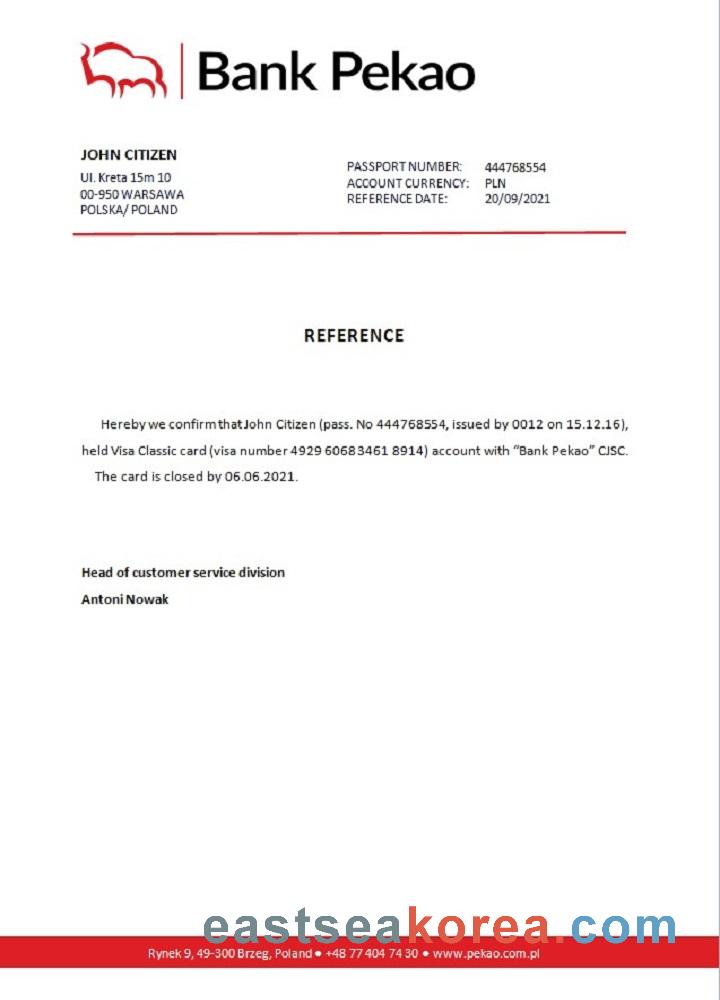 Bank Pekao
JOHN CITIZEN
Ul. Kreta 15m 10
00-950 WARSAWA
POLSKA/ POLAND
PASSPORT NUMBER: 444768554
ACCOUNT CURRENCY: PLN
REFERENCE DATE: 20/09/2021
REFERENCE
Hereby we confirm that John Citizen (pass. No 444768554, issued by 0012 on 15.12.16),
held Visa Classic card (visa number 4929 60683461 8914) account with “Bank Pekao” CJSC.
The card is closed by 06.06.2021.
Head of customer service division
Antoni Nowak
eastseakorea.com
Rynek 9, 49-300 Brzeg, Poland • +48 77 404 74 30 • www.pekao.com.pl